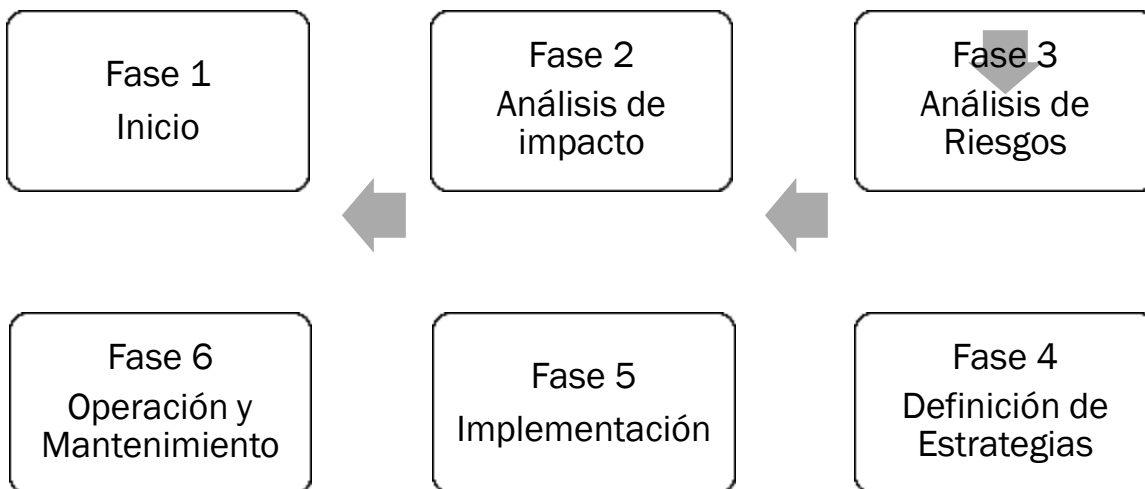 Fase 1
Inicio
Fase 2
Análisis de
impacto
Fase 3
Análisis de
Riesgos
Fase 6
Operación y
Mantenimiento
Fase 5
Implementación
Fase 4
Definición de
Estrategias